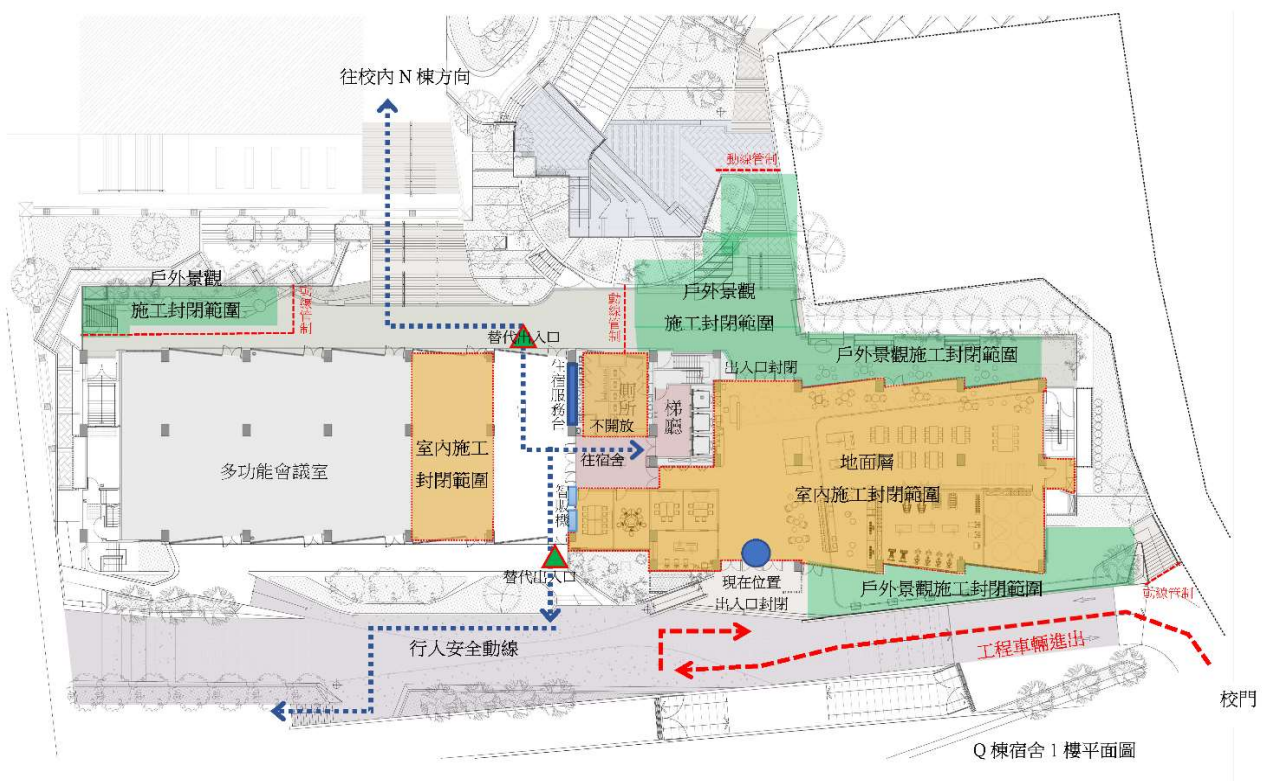 往校內 N 棟方向
動線管制
戶外景觀
施工封閉範圍
動線管制
戶外景觀
施工封閉範圍
動線管制
替代出入口
戶外景觀施工封閉範圍
出入口封閉
住宿服務台
廁所
不開放
梯廳
多功能會議室
室內施工
封閉範圍
往宿舍
地面層
室內施工封閉範圍
智販機
替代出入口
現在位置
出入口封閉
戶外景觀施工封閉範圍
動線管制
行人安全動線
工程車輛進出
校門
Q 棟宿舍 1 樓平面圖